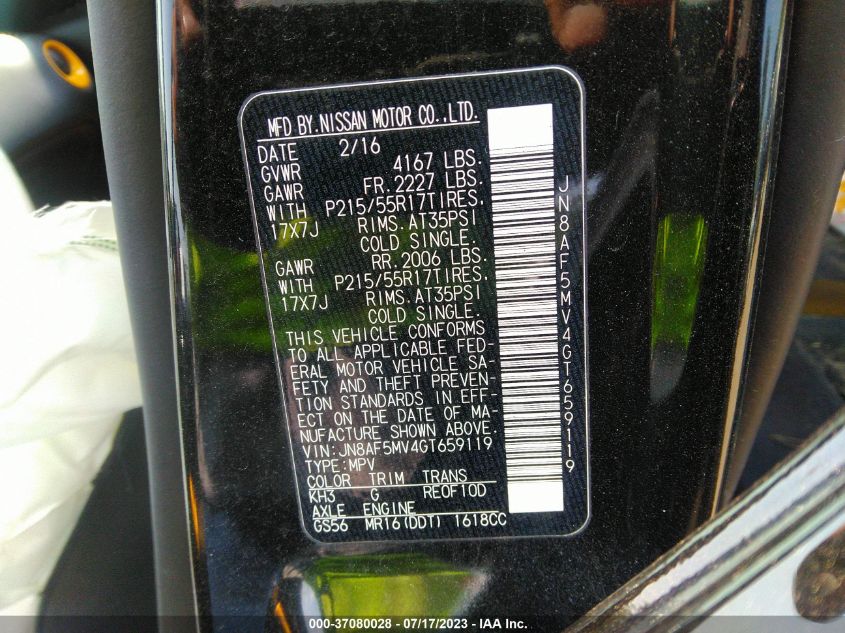 MFD BY.NISSAN MOTOR CO.,LTD.
DATE 2/16
GVWR 4167 LBS.
GAWR FR. 2227 LBS.
WITH P215/55R17TIRES.
17X7J RIMS. AT35PSI
COLD SINGLE.
GAWR RR. 2006 LBS.
WITH P215/55R17TIRES.
17X7J RIMS. AT35PSI
COLD SINGLE.
THIS VEHICLE CONFORMS
TO ALL APPLICABLE FED-
ERAL MOTOR VEHICLE SA-
FETY AND THEFT PREVEN-
TION STANDARDS IN EFF-
ECT ON THE DATE OF MA-
NUFACTURE SHOWN ABOVE.
VIN:JN8AF5MV4GT659119
TYPE:MPV
COLOR TRIM TRANS
KH3 G RE0F10D
AXLE ENGINE
GS56 MR16(DDT) 1618CC
JN8AF5MV4GT659119
000-37080028 - 07/17/2023 - IAA Inc.